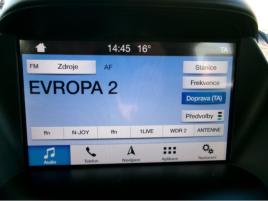 14:45 16° TA
FM Zdroje AF Stanice
Frekvence
EVROPA 2
Doprava (TA)
Předvolby
ffn N-JOY ffn 1LIVE WDR 2 ANTENNE
Audio Telefon Navigace Aplikace Nastavení